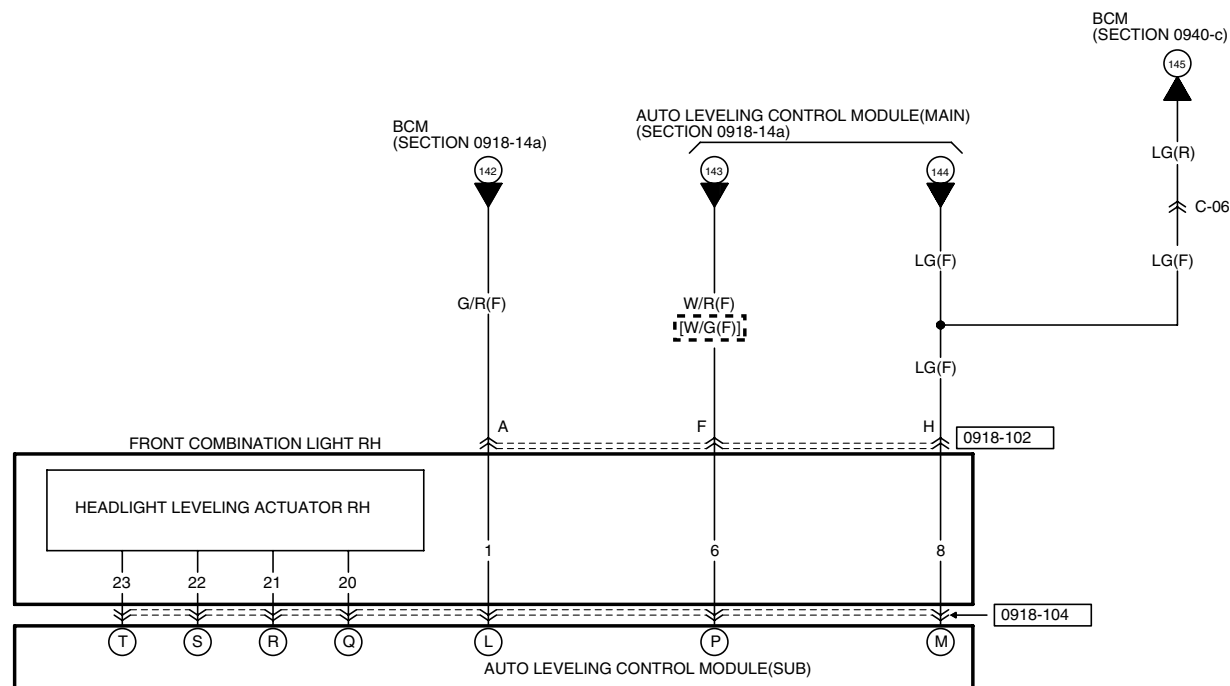 BCM
(SECTION 0940-c)
145
AUTO LEVELING CONTROL MODULE(MAIN)
(SECTION 0918-14a)
BCM
(SECTION 0918-14a)
142
143
144
LG(R)
C-06
LG(F)
LG(F)
G/R(F)
W/R(F)
[W/G(F)]
LG(F)
A
F
H
0918-102
FRONT COMBINATION LIGHT RH
HEADLIGHT LEVELING ACTUATOR RH
1
6
8
23
22
21
20
0918-104
T
S
R
Q
L
P
M
AUTO LEVELING CONTROL MODULE(SUB)